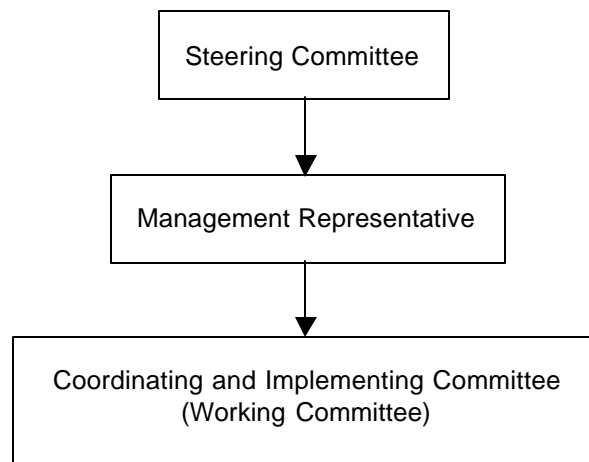 Steering Committee
Management Representative
Coordinating and Implementing Committee
(Working Committee)